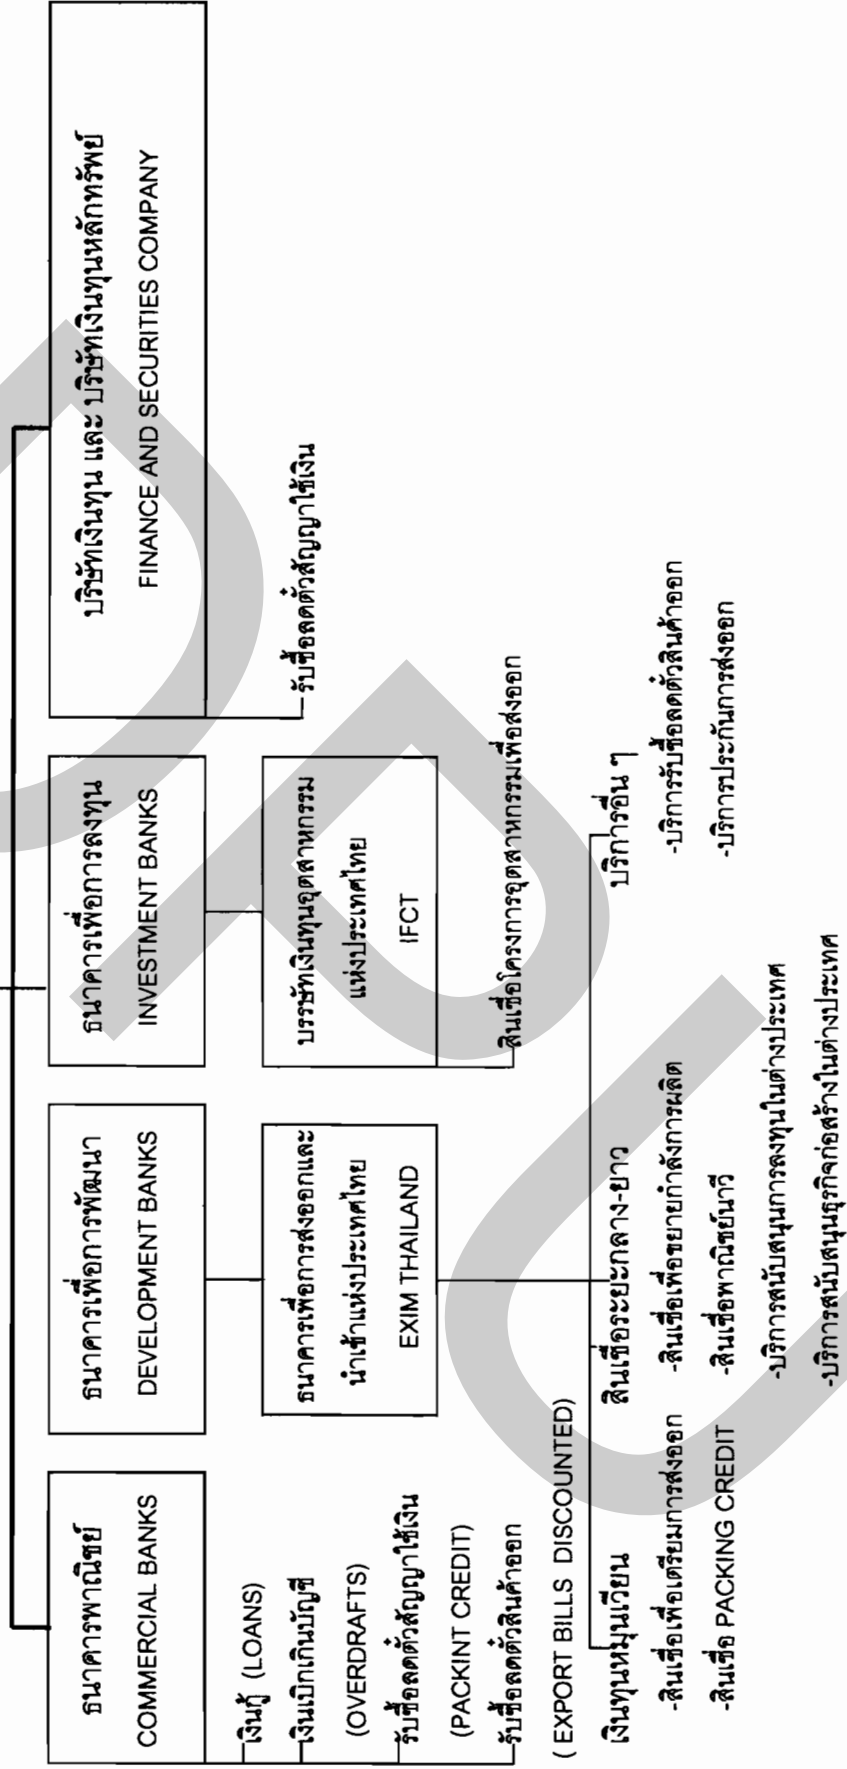 ธนาคารพาณิชย์
COMMERCIAL BANKS
เงินกู้ (LOANS)
เงินเบิกเกินบัญชี
(OVERDRAFTS)
รับซื้อลดตั๋วสัญญาใช้เงิน
(PACKINT CREDIT)
รับซื้อลดตั๋วสินค้าออก
( EXPORT BILLS DISCOUNTED)
ธนาคารเพื่อการพัฒนา
DEVELOPMENT BANKS
ธนาคารเพื่อการส่งออกและ
นำเข้าแห่งประเทศไทย
EXIM THAILAND
เงินทุนหมุนเวียน
-สินเชื่อเพื่อเตรียมการส่งออก
-สินเชื่อ PACKING CREDIT
สินเชื่อระยะกลาง-ยาว
-สินเชื่อเพื่อขยายกำลังการผลิต
-สินเชื่อพาณิชย์นาวี
-บริการสนับสนุนการลงทุนในต่างประเทศ
-บริการสนับสนุนธุรกิจก่อสร้างในต่างประเทศ
บริการอื่น ๆ
-บริการรับซื้อลดตั๋วสินค้าออก
-บริการประกันการส่งออก
ธนาคารเพื่อการลงทุน
INVESTMENT BANKS
บรรษัทเงินทุนอุตสาหกรรม
แห่งประเทศไทย
IFCT
สินเชื่อโครงการอุตสาหกรรมเพื่อส่งออก
บริษัทเงินทุน และ บริษัทเงินทุนหลักทรัพย์
FINANCE AND SECURITIES COMPANY
รับซื้อลดตั๋วสัญญาใช้เงิน